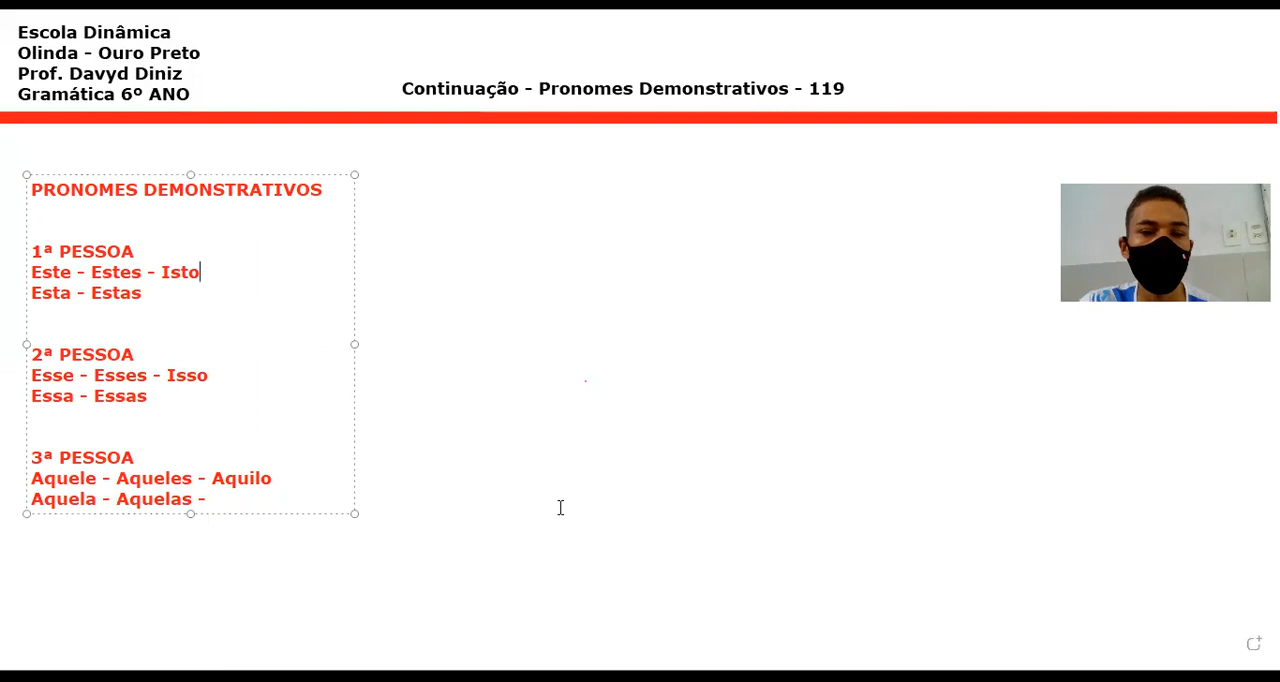 Escola Dinâmica
Olinda - Ouro Preto
Prof. Davyd Diniz
Gramática 6º ANO
Continuação - Pronomes Demonstrativos - 119
PRONOMES DEMONSTRATIVOS
1ª PESSOA
Este - Estes - Isto
Esta - Estas
2ª PESSOA
Esse - Esses - Isso
Essa - Essas
3ª PESSOA
Aquele - Aqueles - Aquilo
Aquela - Aquelas -